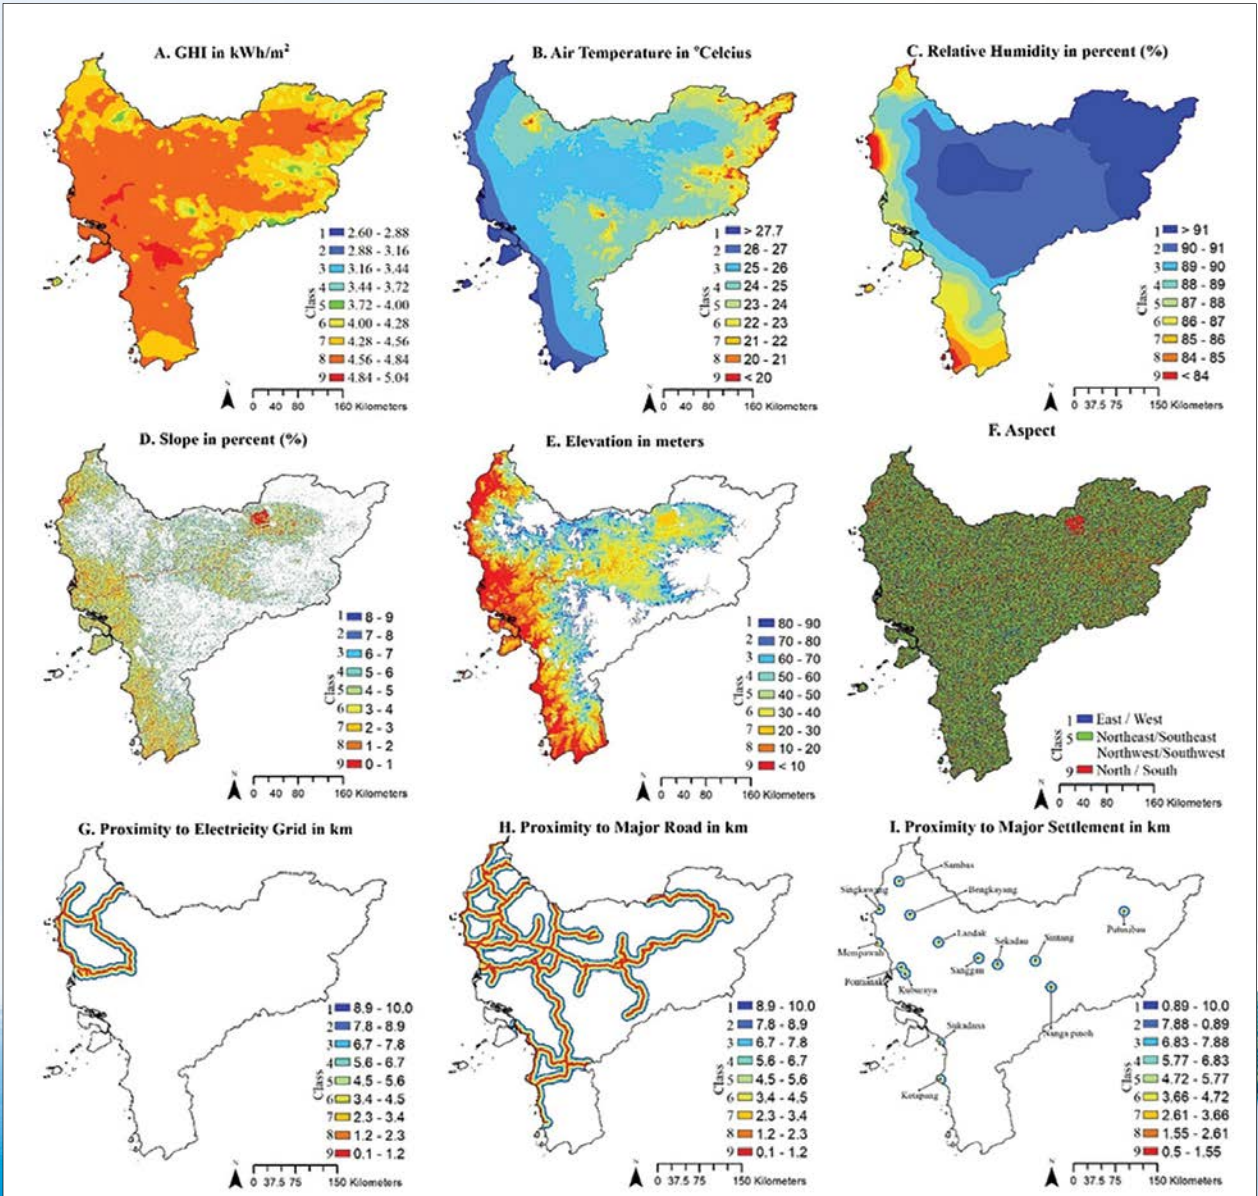 A. GHI in kWh/m²
Class
1 2.60 - 2.88
2 2.88 - 3.16
3 3.16 - 3.44
4 3.44 - 3.72
5 3.72 - 4.00
6 4.00 - 4.28
7 4.28 - 4.56
8 4.56 - 4.84
9 4.84 - 5.04
N
0 40 80 160 Kilometers
B. Air Temperature in °Celcius
Class
1 > 27.7
2 26 - 27
3 25 - 26
4 24 - 25
5 23 - 24
6 22 - 23
7 21 - 22
8 20 - 21
9 < 20
N
0 40 80 160 Kilometers
C. Relative Humidity in percent (%)
Class
1 > 91
2 90 - 91
3 89 - 90
4 88 - 89
5 87 - 88
6 86 - 87
7 85 - 86
8 84 - 85
9 < 84
N
0 37.5 75 150 Kilometers
D. Slope in percent (%)
Class
1 8 - 9
2 7 - 8
3 6 - 7
4 5 - 6
5 4 - 5
6 3 - 4
7 2 - 3
8 1 - 2
9 0 - 1
N
0 40 80 160 Kilometers
E. Elevation in meters
Class
1 80 - 90
2 70 - 80
3 60 - 70
4 50 - 60
5 40 - 50
6 30 - 40
7 20 - 30
8 10 - 20
9 < 10
N
0 40 80 160 Kilometers
F. Aspect
Class
1 East / West
5 Northeast/Southeast
Northwest/Southwest
9 North / South
N
0 40 80 160 Kilometers
G. Proximity to Electricity Grid in km
Class
1 8.9 - 10.0
2 7.8 - 8.9
3 6.7 - 7.8
4 5.6 - 6.7
5 4.5 - 5.6
6 3.4 - 4.5
7 2.3 - 3.4
8 1.2 - 2.3
9 0.1 - 1.2
N
0 37.5 75 150 Kilometers
H. Proximity to Major Road in km
Class
1 8.9 - 10.0
2 7.8 - 8.9
3 6.7 - 7.8
4 5.6 - 6.7
5 4.5 - 5.6
6 3.4 - 4.5
7 2.3 - 3.4
8 1.2 - 2.3
9 0.1 - 1.2
N
0 37.5 75 150 Kilometers
I. Proximity to Major Settlement in km
Sambas
Singkawang
Bengkayang
Landak
Sekadau
Sintang
Putussibau
Mempawah
Sanggau
Pontianak
Kuburaya
Nanga pinoh
Sukadana
Ketapang
Class
1 0.89 - 10.0
2 7.88 - 0.89
3 6.83 - 7.88
4 5.77 - 6.83
5 4.72 - 5.77
6 3.66 - 4.72
7 2.61 - 3.66
8 1.55 - 2.61
9 0.5 - 1.55
N
0 37.5 75 150 Kilometers